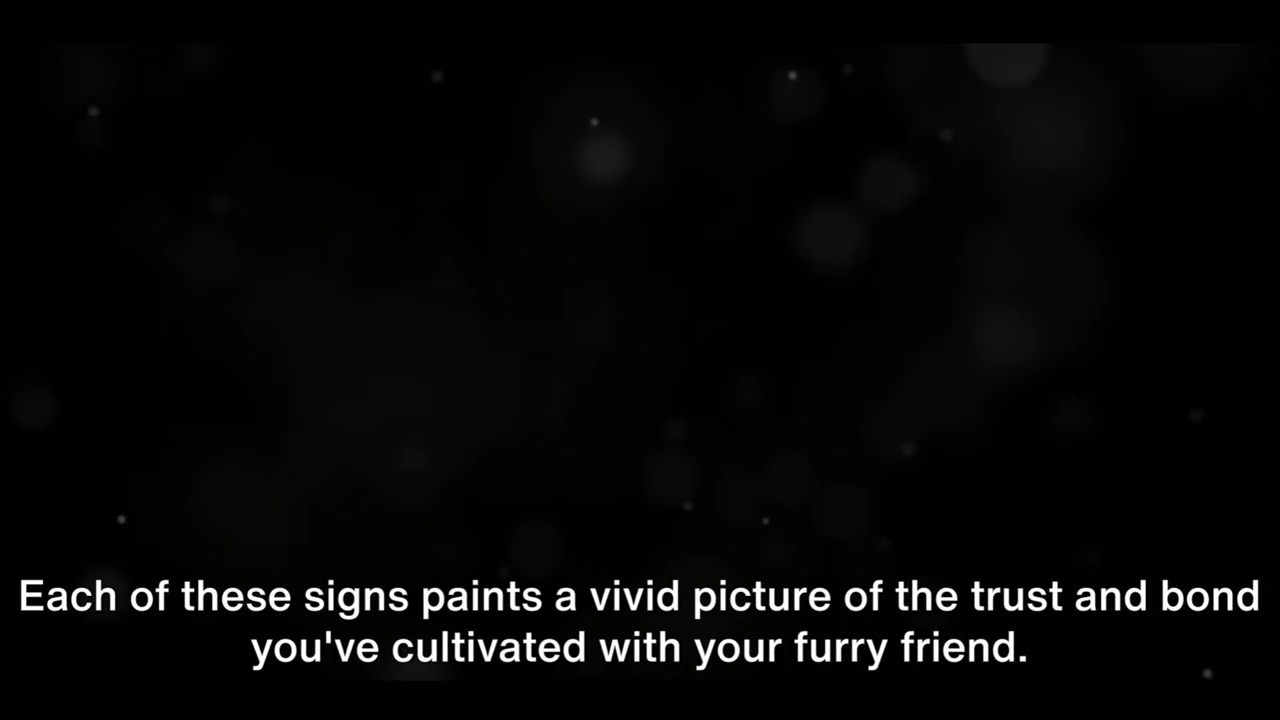 Each of these signs paints a vivid picture of the trust and bond
you've cultivated with your furry friend.